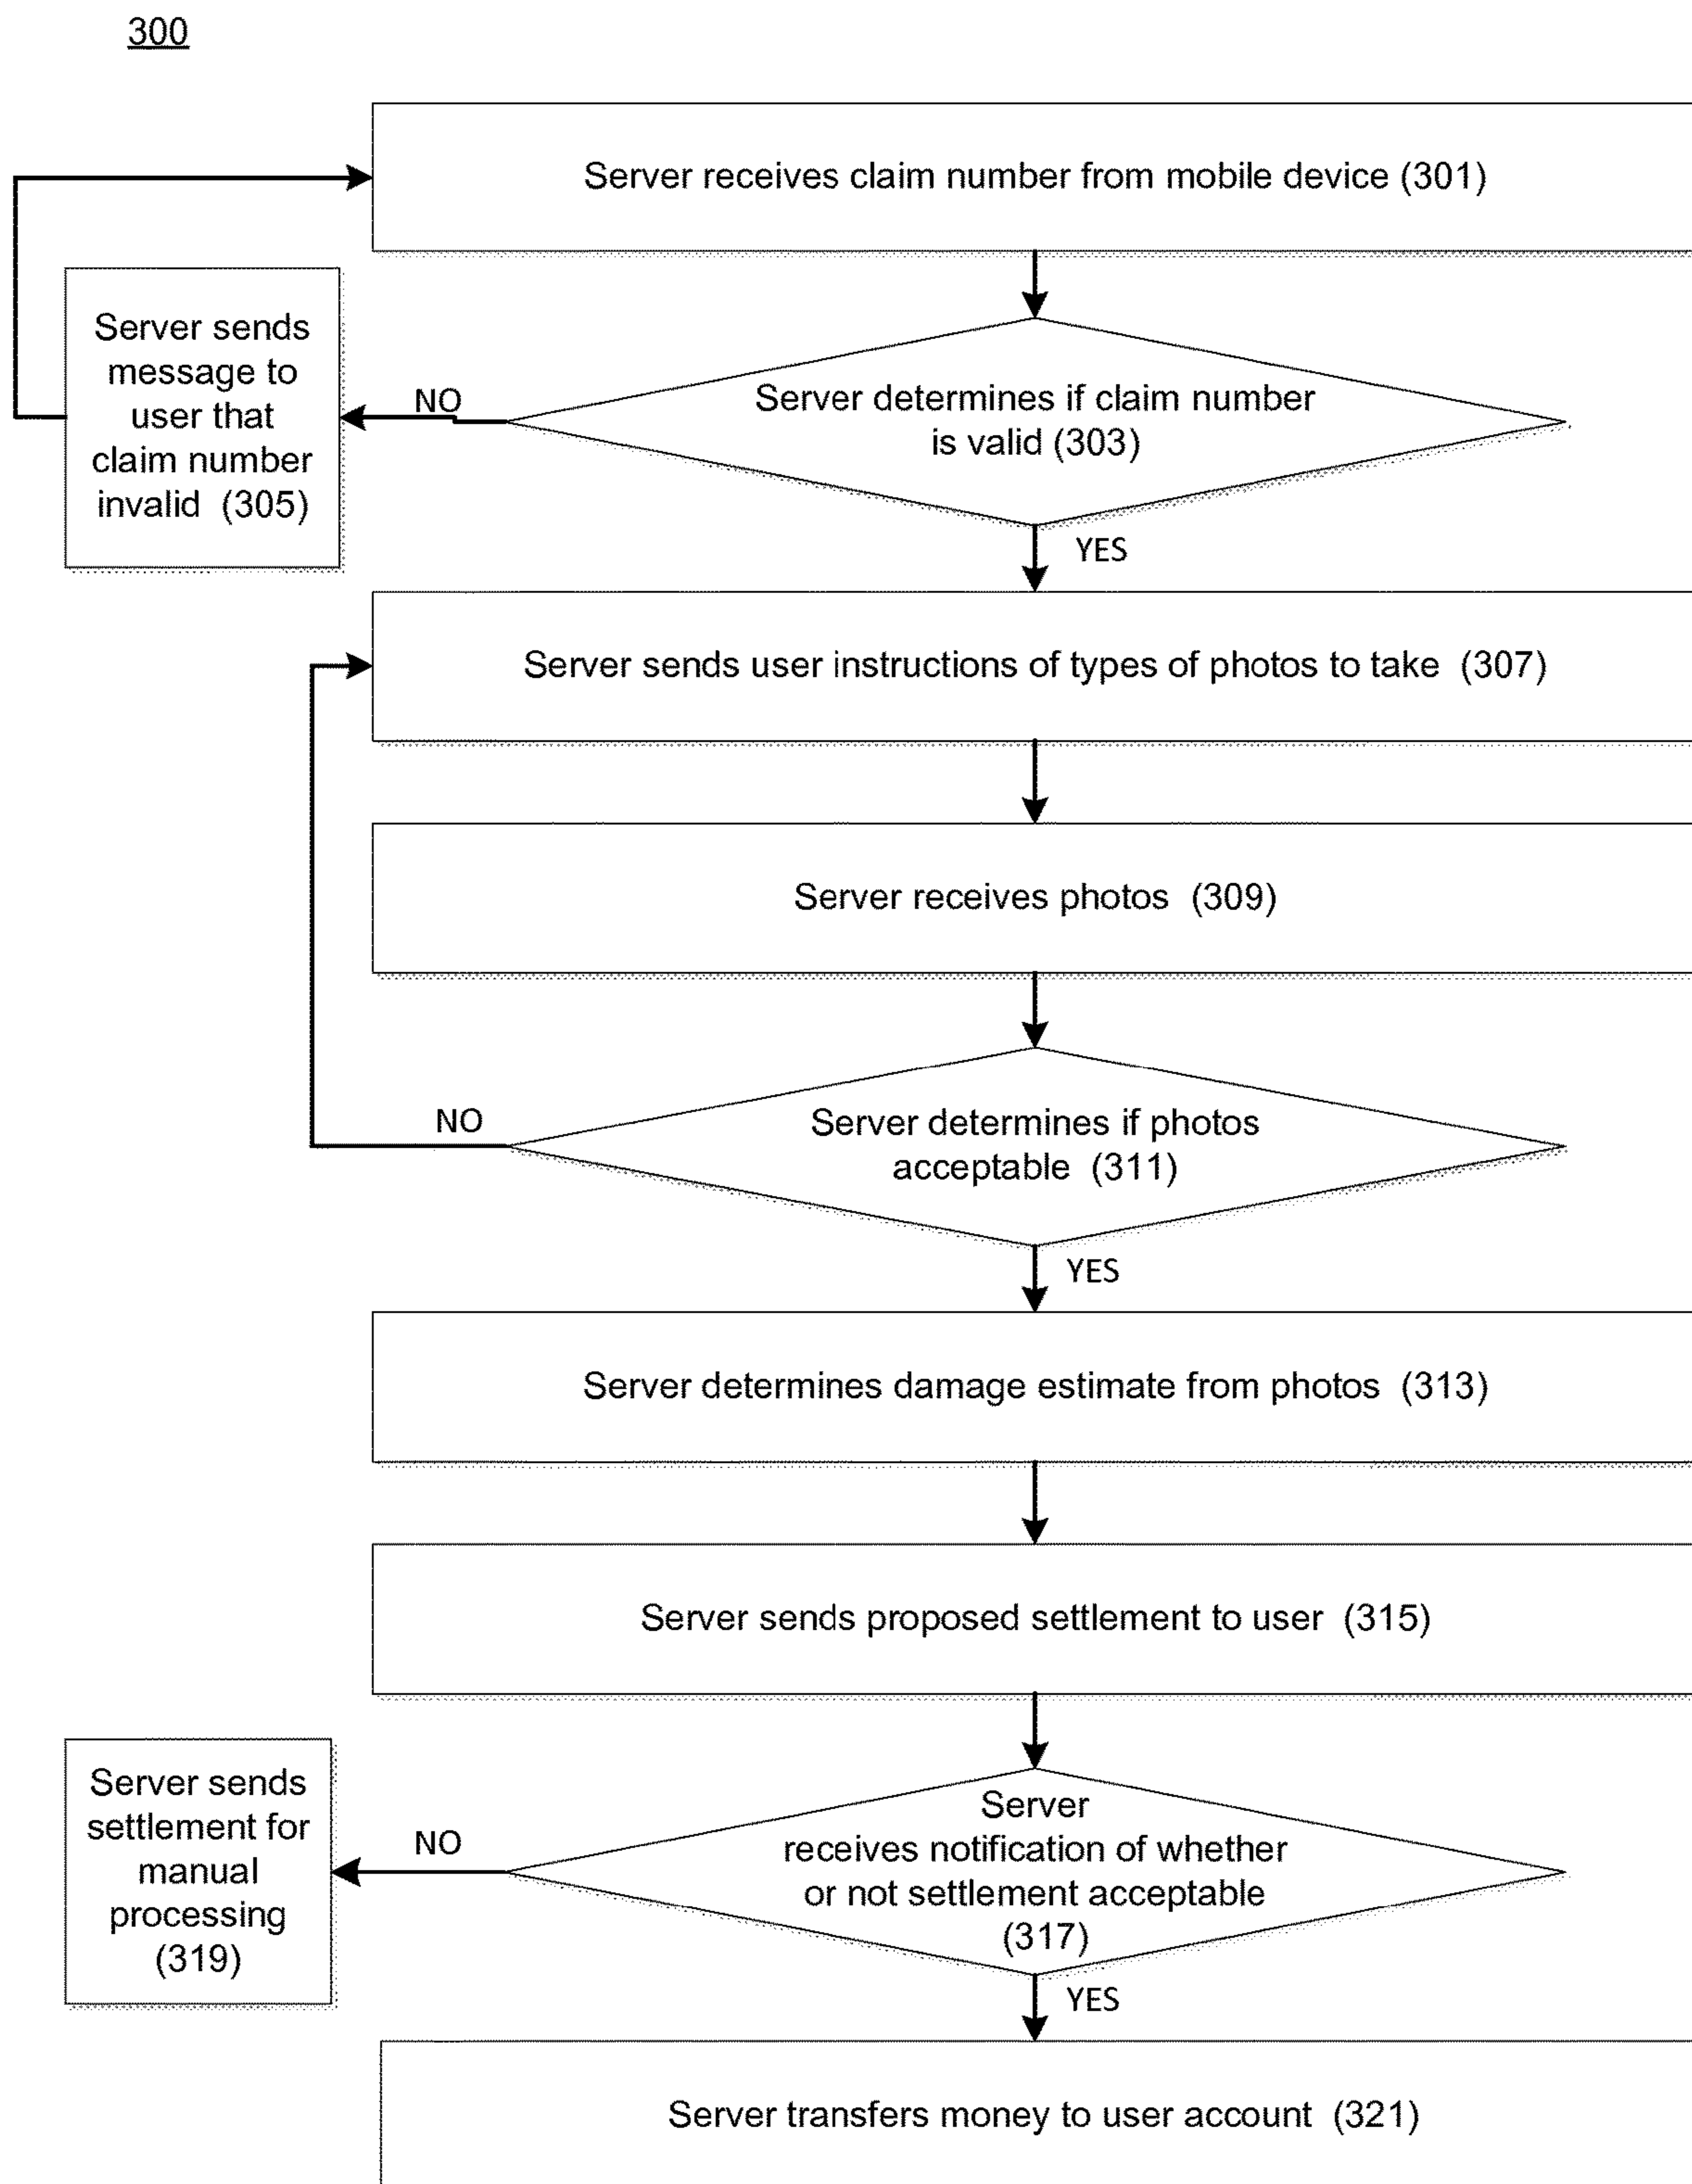 300
Server receives claim number from mobile device (301)
Server sends
message to
user that
claim number
invalid (305)
NO
Server determines if claim number
is valid (303)
YES
Server sends user instructions of types of photos to take (307)
Server receives photos (309)
NO
Server determines if photos
acceptable (311)
YES
Server determines damage estimate from photos (313)
Server sends proposed settlement to user (315)
Server sends
settlement for
manual
processing
(319)
NO
Server
receives notification of whether
or not settlement acceptable
(317)
YES
Server transfers money to user account (321)